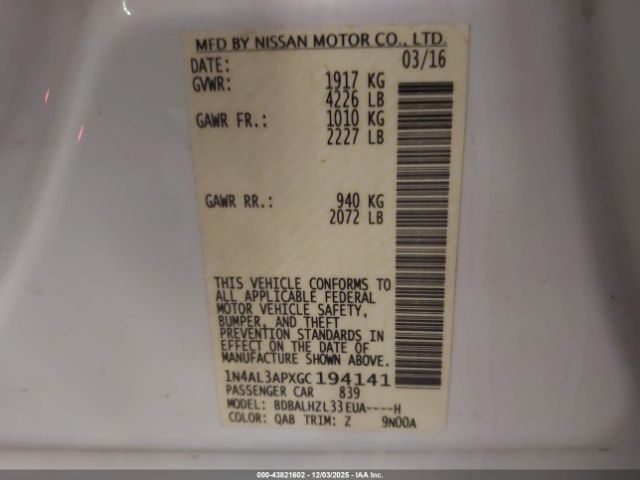 MFD BY NISSAN MOTOR CO., LTD.
DATE: 03/16
GVWR: 1917 KG
4226 LB
GAWR FR.: 1010 KG
2227 LB
GAWR RR.: 940 KG
2072 LB
THIS VEHICLE CONFORMS TO
ALL APPLICABLE FEDERAL
MOTOR VEHICLE SAFETY,
BUMPER, AND THEFT
PREVENTION STANDARDS IN
EFFECT ON THE DATE OF
MANUFACTURE SHOWN ABOVE.
1N4AL3APXGC194141
PASSENGER CAR 839
MODEL: BDBALHZL33EUA----H
COLOR: QAB TRIM: Z 9N00A
000-43821602 - 12/03/2025 - IAAI.COM